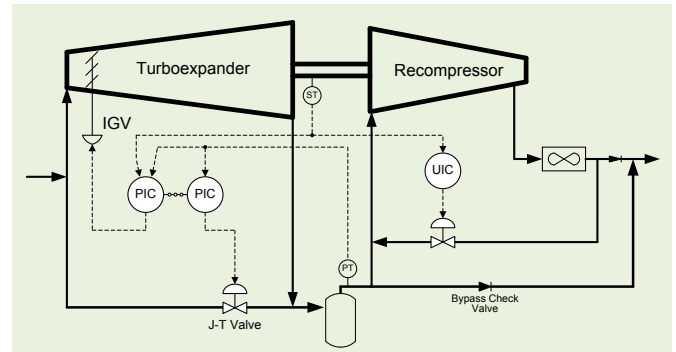 Turboexpander
Recompressor
ST
IGV
PIC
PIC
UIC
PT
J-T Valve
Bypass Check
Valve